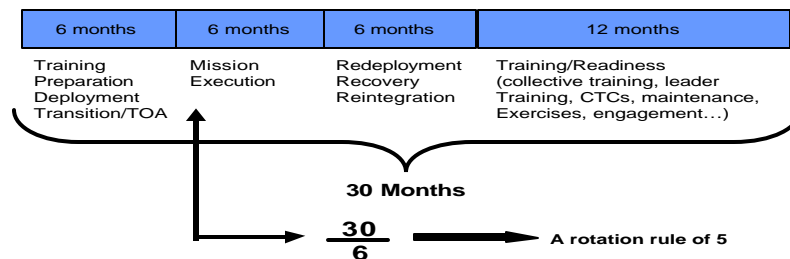 6 months
6 months
6 months
12 months
Training
Preparation
Deployment
Transition/TOA
Mission
Execution
Redeployment
Recovery
Reintegration
Training/Readiness
(collective training, leader
Training, CTCs, maintenance,
Exercises, engagement…)
30 Months
30
6
A rotation rule of 5